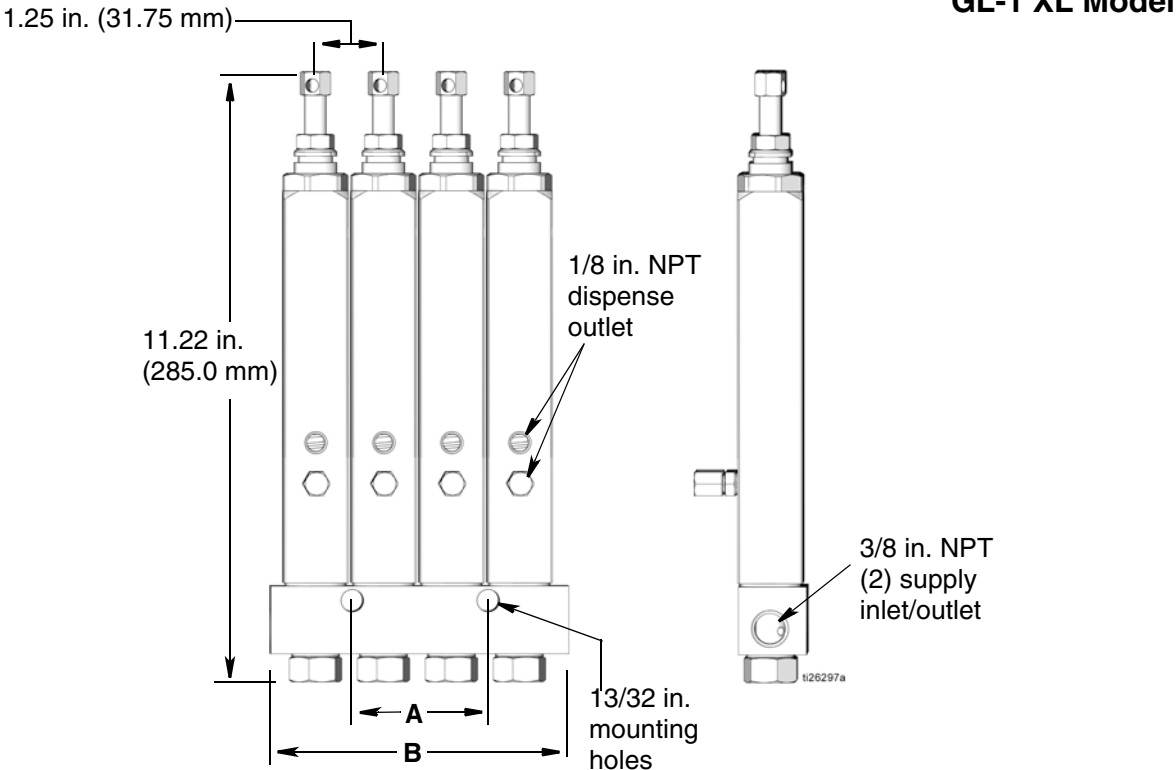 GL-1 XL Model
1.25 in. (31.75 mm)
1/8 in. NPT
dispense
outlet
11.22 in.
(285.0 mm)
3/8 in. NPT
(2) supply
inlet/outlet
ti26297a
13/32 in.
mounting
holes
A
B